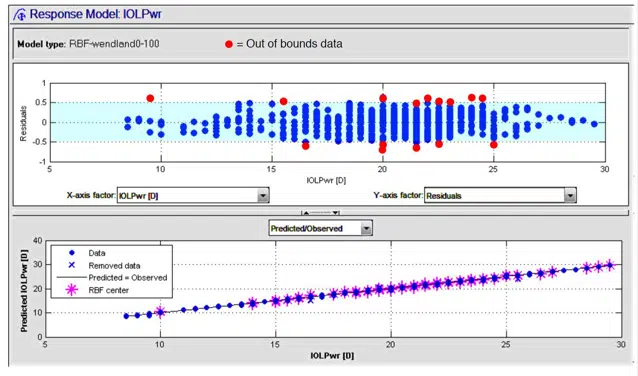 Response Model: IOLPwr
Model type: RBF-wendland0-100
= Out of bounds data
1
0.5
0
-0.5
-1
Residuals
5 10 15 20 25 30
IOLPwr [D]
X-axis factor: IOLPwr [D] Y-axis factor: Residuals
Predicted/Observed
40
30
20
10
0
Predicted IOLPwr [D]
Data
Removed data
Predicted = Observed
RBF center
5 10 15 20 25 30
IOLPwr [D]